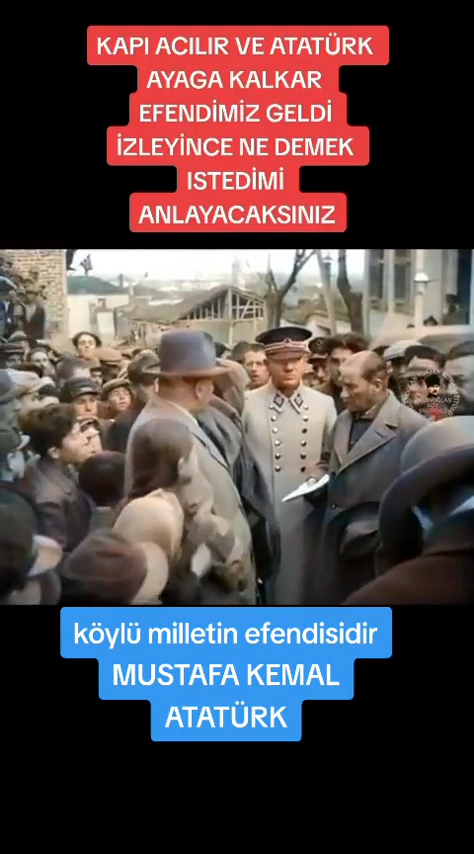 KAPI ACILIR VE ATATÜRK
AYAGA KALKAR
EFENDİMİZ GELDİ
İZLEYİNCE NE DEMEK
ISTEDİMİ
ANLAYACAKSINIZ
köylü milletin efendisidir
MUSTAFA KEMAL
ATATÜRK